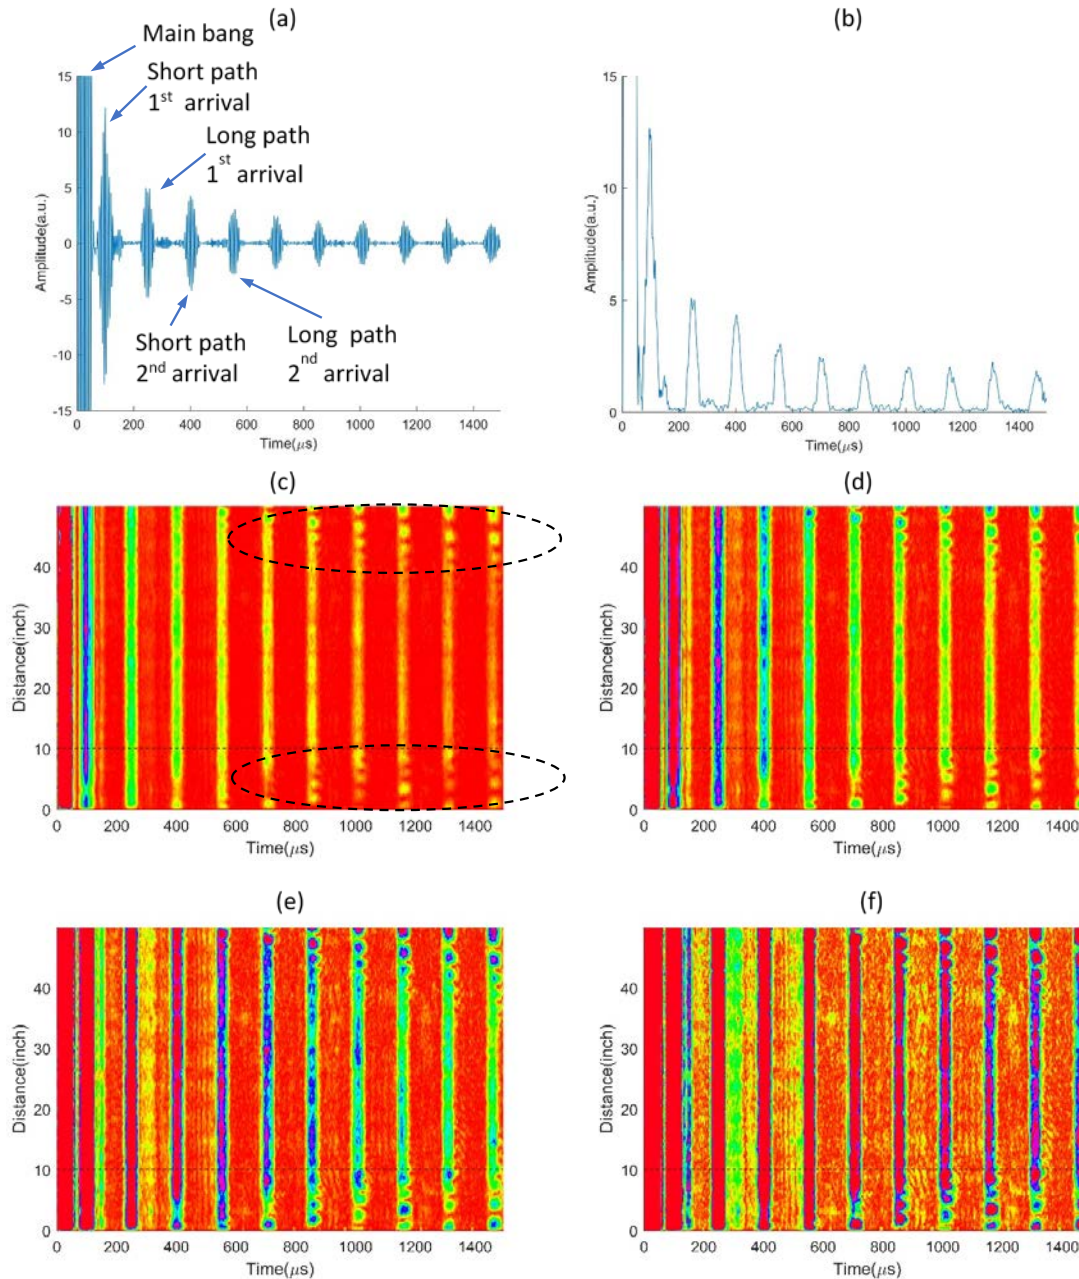 (a)
Main bang
Short path
1st arrival
Long path
1st arrival
15
10
5
0
-5
-10
-15
Amplitude(a.u.)
Short path
2nd arrival
Long path
2nd arrival
0 200 400 600 800 1000 1200 1400
Time(μs)
(b)
15
10
5
0
Amplitude(a.u.)
0 200 400 600 800 1000 1200 1400
Time(μs)
(c)
40
30
20
10
0
Distance(inch)
0 200 400 600 800 1000 1200 1400
Time(μs)
(d)
40
30
20
10
0
Distance(inch)
0 200 400 600 800 1000 1200 1400
Time(μs)
(e)
40
30
20
10
0
Distance(inch)
0 200 400 600 800 1000 1200 1400
Time(μs)
(f)
40
30
20
10
0
Distance(inch)
0 200 400 600 800 1000 1200 1400
Time(μs)